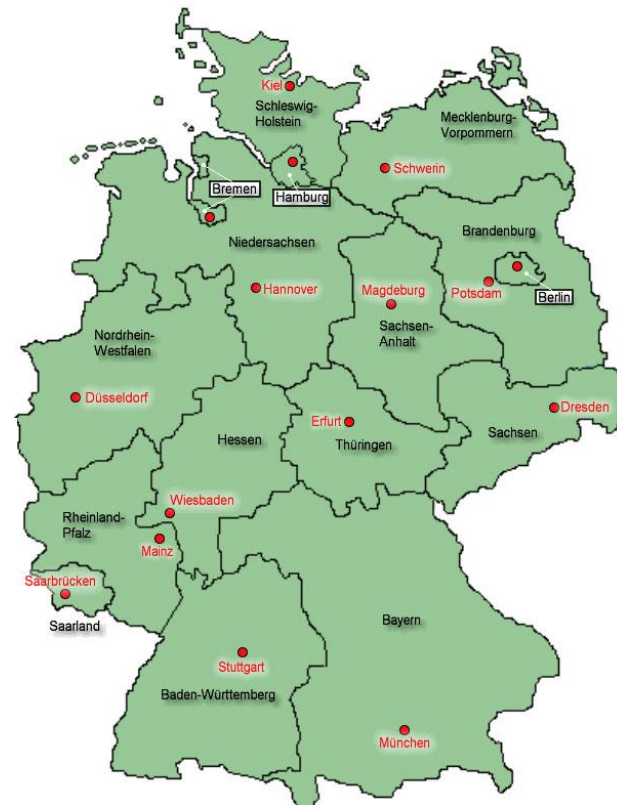 Kiel
Schleswig-
Holstein
Mecklenburg-
Vorpommern
Schwerin
Bremen
Hamburg
Brandenburg
Niedersachsen
Hannover
Magdeburg
Potsdam
Berlin
Sachsen-
Anhalt
Nordrhein-
Westfalen
Düsseldorf
Dresden
Erfurt
Sachsen
Hessen
Thüringen
Wiesbaden
Rheinland-
Pfalz
Mainz
Saarbrücken
Saarland
Bayern
Stuttgart
Baden-Württemberg
München